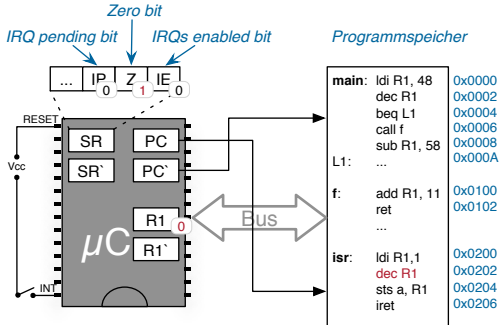 Zero bit
IRQ pending bit
IRQs enabled bit
Programmspeicher
... IP Z IE
0 1 0
RESET
SR PC
SR` PC`
Vcc
R1 0
µC
R1`
INT
Bus
main: ldi R1, 48 0x0000
dec R1 0x0002
beq L1 0x0004
call f 0x0006
sub R1, 58 0x0008
L1: ... 0x000A
f: add R1, 11 0x0100
ret 0x0102
...
isr: ldi R1,1 0x0200
dec R1 0x0202
sts a, R1 0x0204
iret 0x0206